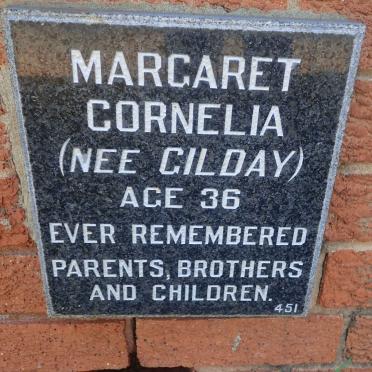 MARGARET
CORNELIA
(NEE GILDAY)
AGE 36
EVER REMEMBERED
PARENTS, BROTHERS
AND CHILDREN.
451